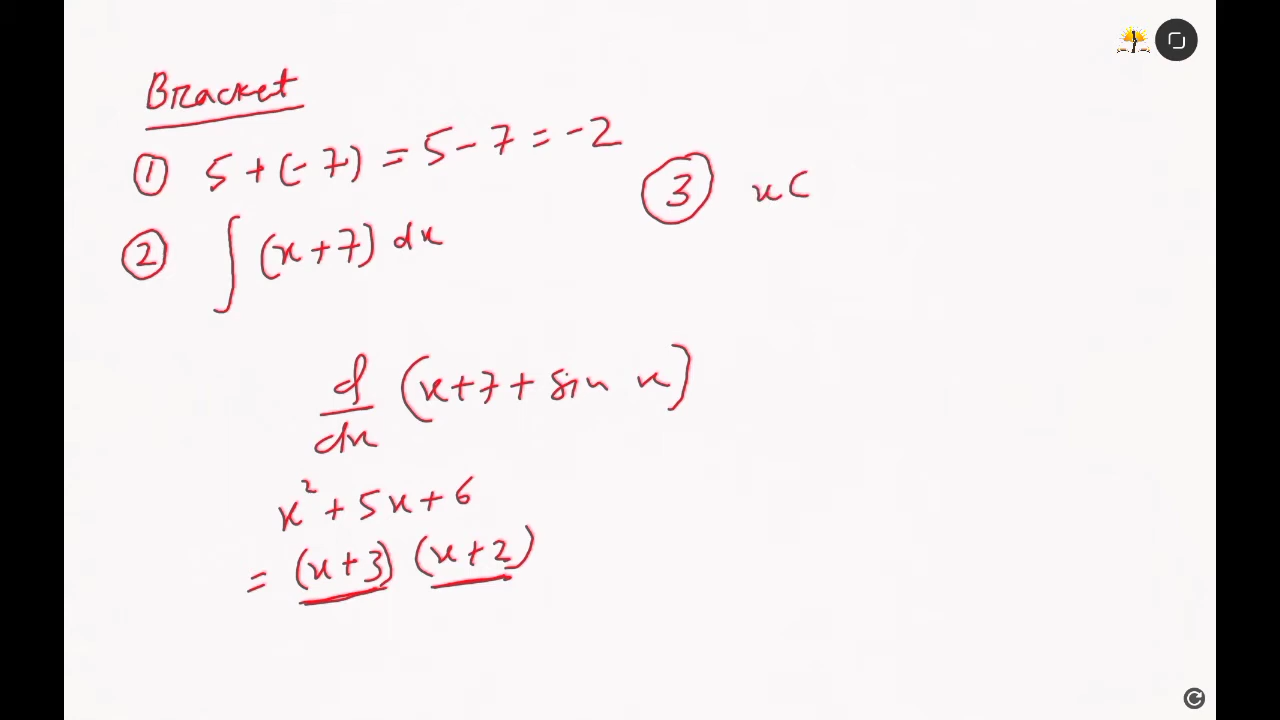 Bracket
① 5 + (-7) = 5 - 7 = -2
② ∫ (x + 7) dx
d/dx (x + 7 + sin x)
x² + 5x + 6
= (x + 3) (x + 2)
③ x(